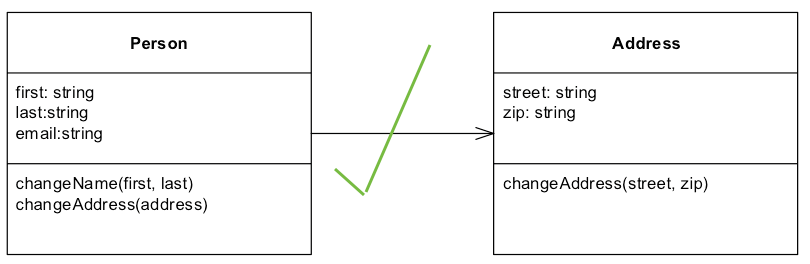 Person
first: string
last:string
email:string
changeName(first, last)
changeAddress(address)
Address
street: string
zip: string
changeAddress(street, zip)